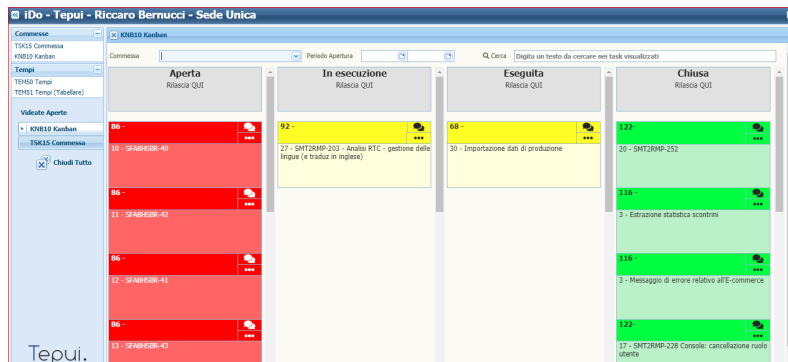 iDo - Tepui - Riccaro Bernucci - Sede Unica
Commesse
TSK15 Commessa
KNB10 Kanban
Tempi
TEM50 Tempi
TEM51 Tempi (Tabellare)
Videate Aperte
KNB10 Kanban
TSK15 Commessa
Chiudi Tutto
Tepui.
KNB10 Kanban
Commessa
Periodo Apertura
Cerca
Digita un testo da cercare nei task visualizzati
Aperta
Rilascia QUI
86 -
10 - SFABHSBR-40
86 -
11 - SFABHSBR-42
86 -
12 - SFABHSBR-41
86 -
13 - SFABHSBR-43
In esecuzione
Rilascia QUI
92 -
27 - SMT2RMP-203 - Analisi RTC - gestione delle
lingue (e traduz in inglese)
Eseguita
Rilascia QUI
68 -
30 - Importazione dati di produzione
Chiusa
Rilascia QUI
122-
20 - SMT2RMP-252
116 -
3 - Estrazione statistica scontrini
116 -
3 - Messaggio di errore relativo all'E-commerce
122-
17 - SMT2RMP-228 Console: cancellazione ruolo
utente